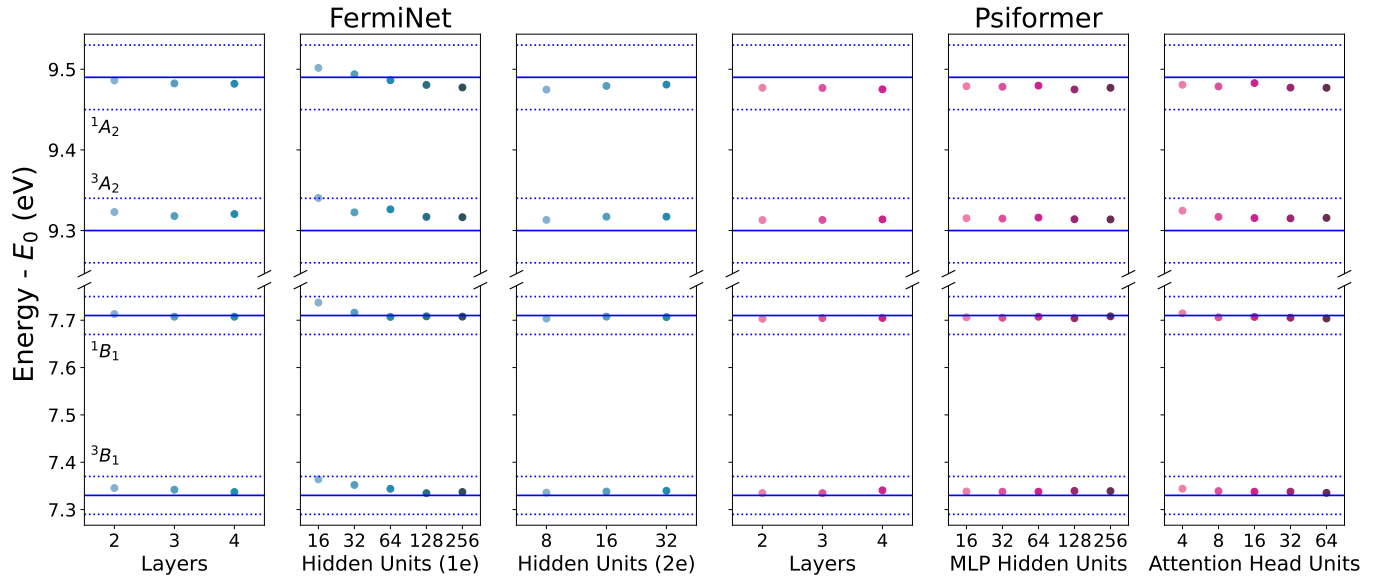 FermiNet
Psiformer
Energy - E₀ (eV)
9.5
9.4
9.3
7.7
7.6
7.5
7.4
7.3
¹A₂
³A₂
¹B₁
³B₁
2 3 4
Layers
16 32 64 128 256
Hidden Units (1e)
8 16 32
Hidden Units (2e)
2 3 4
Layers
16 32 64 128 256
MLP Hidden Units
4 8 16 32 64
Attention Head Units